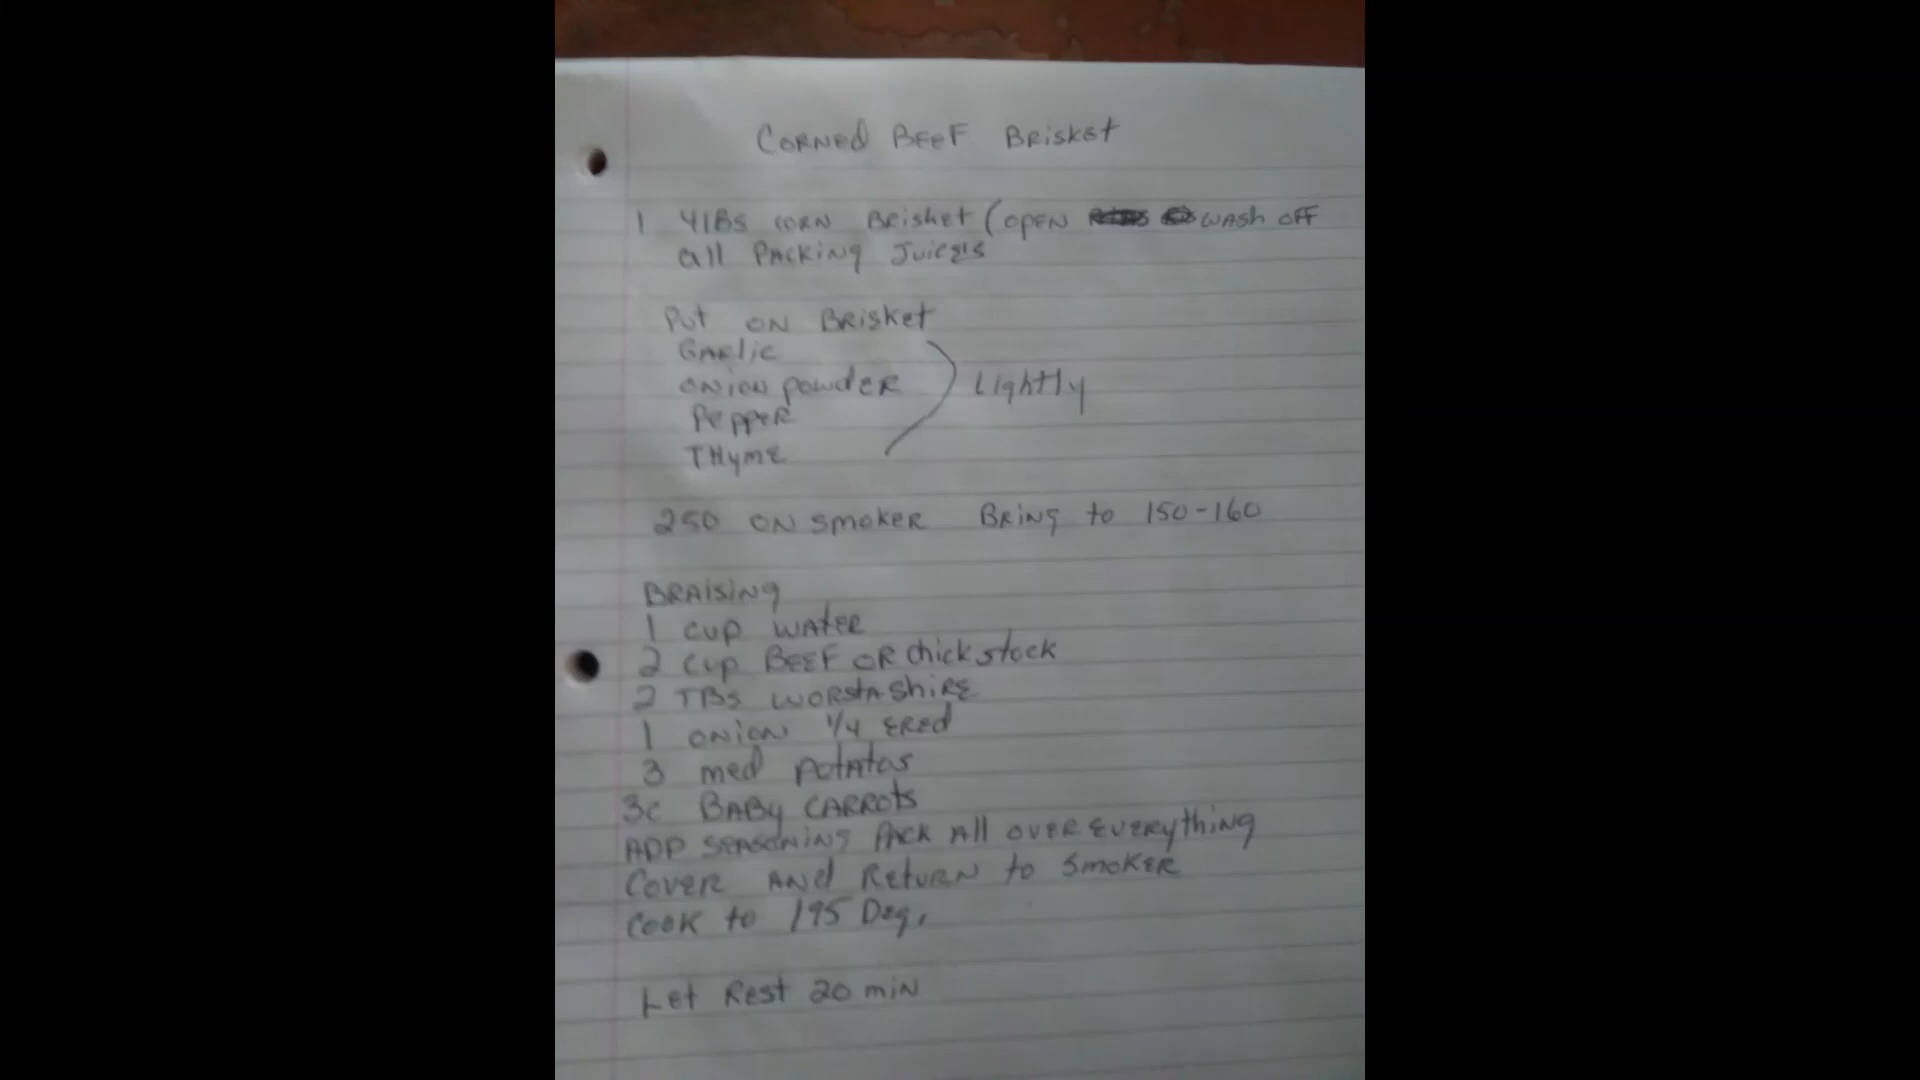 Corned Beef Brisket
1 4lbs corn Brisket (open wash off
all Packing Juices
Put on Brisket
Garlic
onion powder
Pepper
Thyme
Lightly
250 on smoker Bring to 150-160
Braising
1 cup water
2 cup Beef or chick stock
2 TBS worstashire
1 onion 1/4 ered
3 med potatos
3c Baby Carrots
Add seasoning Pack All over everything
Cover And Return to smoker
Cook to 195 Deg.
Let Rest 20 min